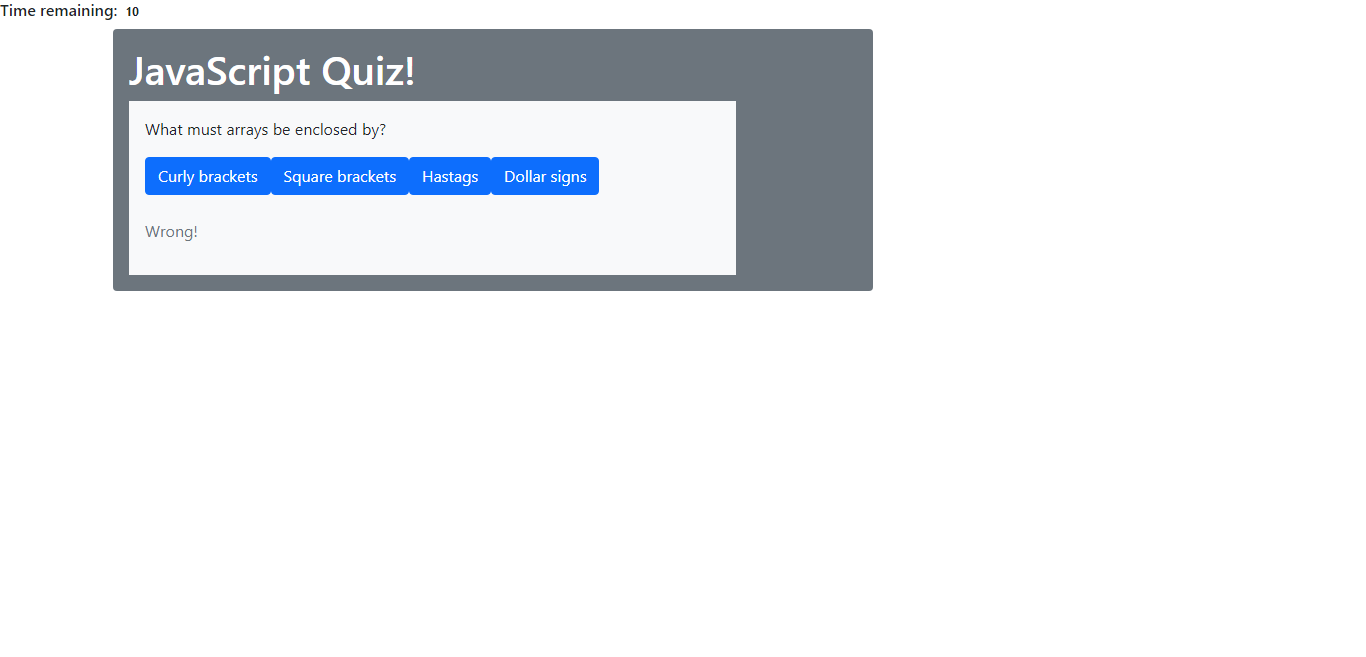 Time remaining: 10
JavaScript Quiz!
What must arrays be enclosed by?
Curly brackets Square brackets Hastags Dollar signs
Wrong!